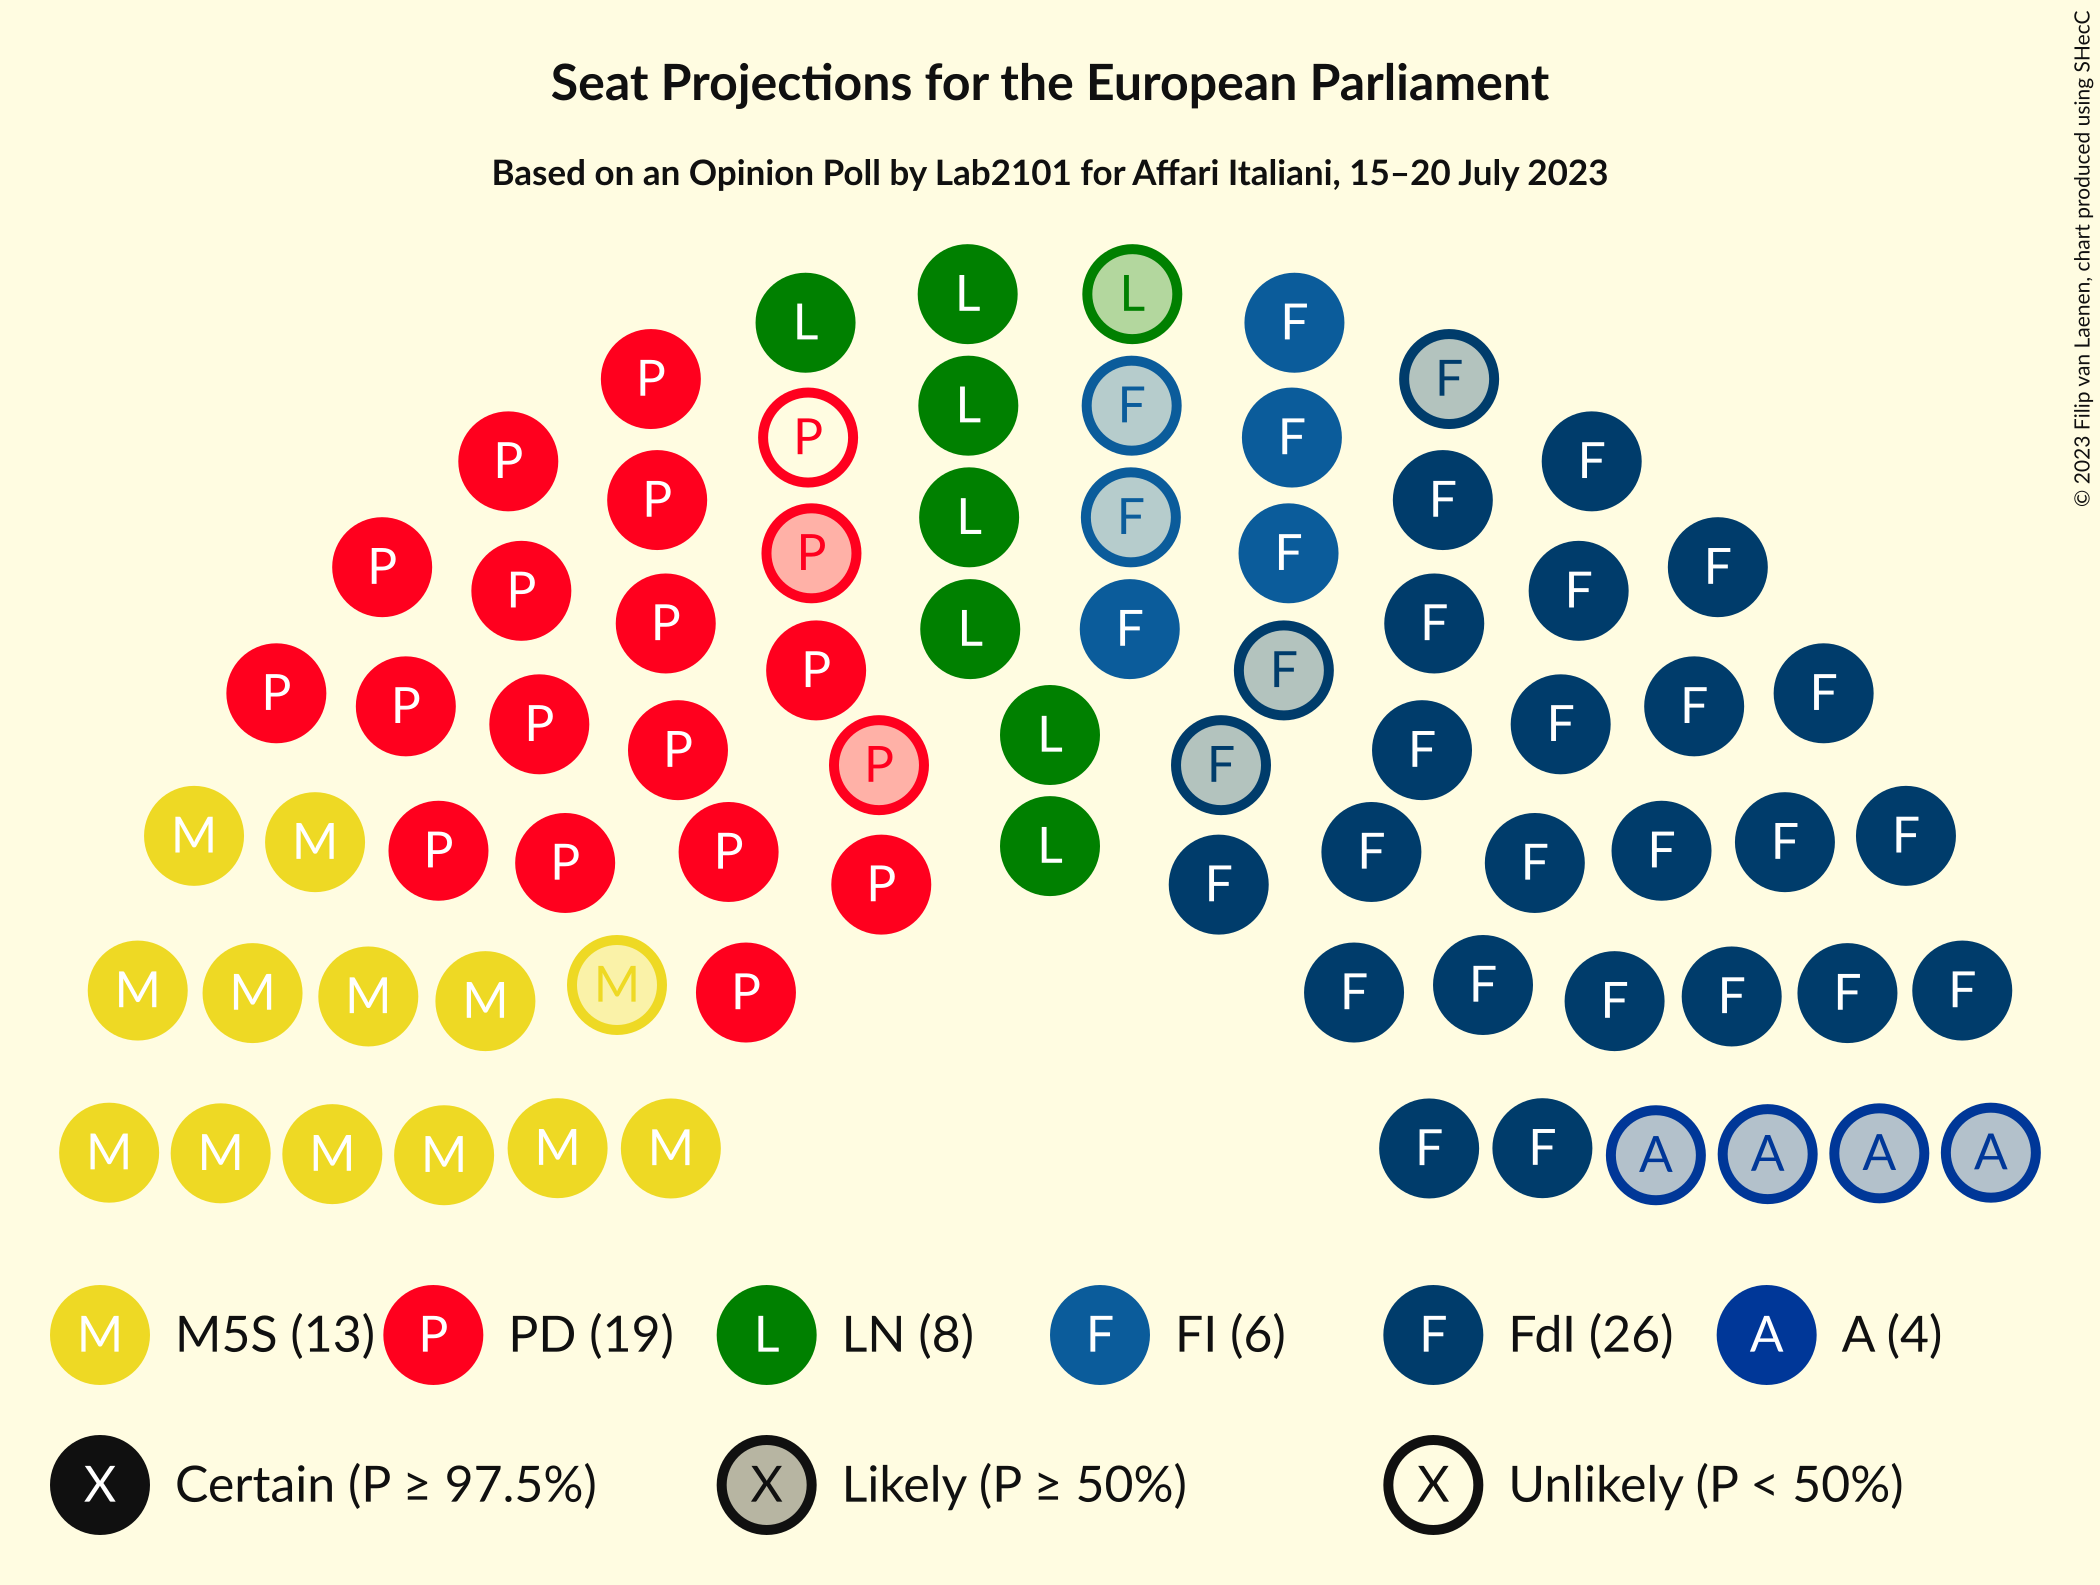 Seat Projections for the European Parliament
Based on an Opinion Poll by Lab2101 for Affari Italiani, 15–20 July 2023
© 2023 Filip van Laenen, chart produced using SHecC
L L
L F
L F
P F
P P
L F
F F
P F
P F
P F
L F
P F
P F
P F
P F
L F
P F
P F
P P P P P L F F F F F F
M M P P P P L F F F F F F
M M M M M P F F F F F F
M M M M M M F F A A A A
M M5S (13) P PD (19) L LN (8) F FI (6) F FdI (26) A A (4)
X Certain (P ≥ 97.5%) X Likely (P ≥ 50%) X Unlikely (P < 50%)